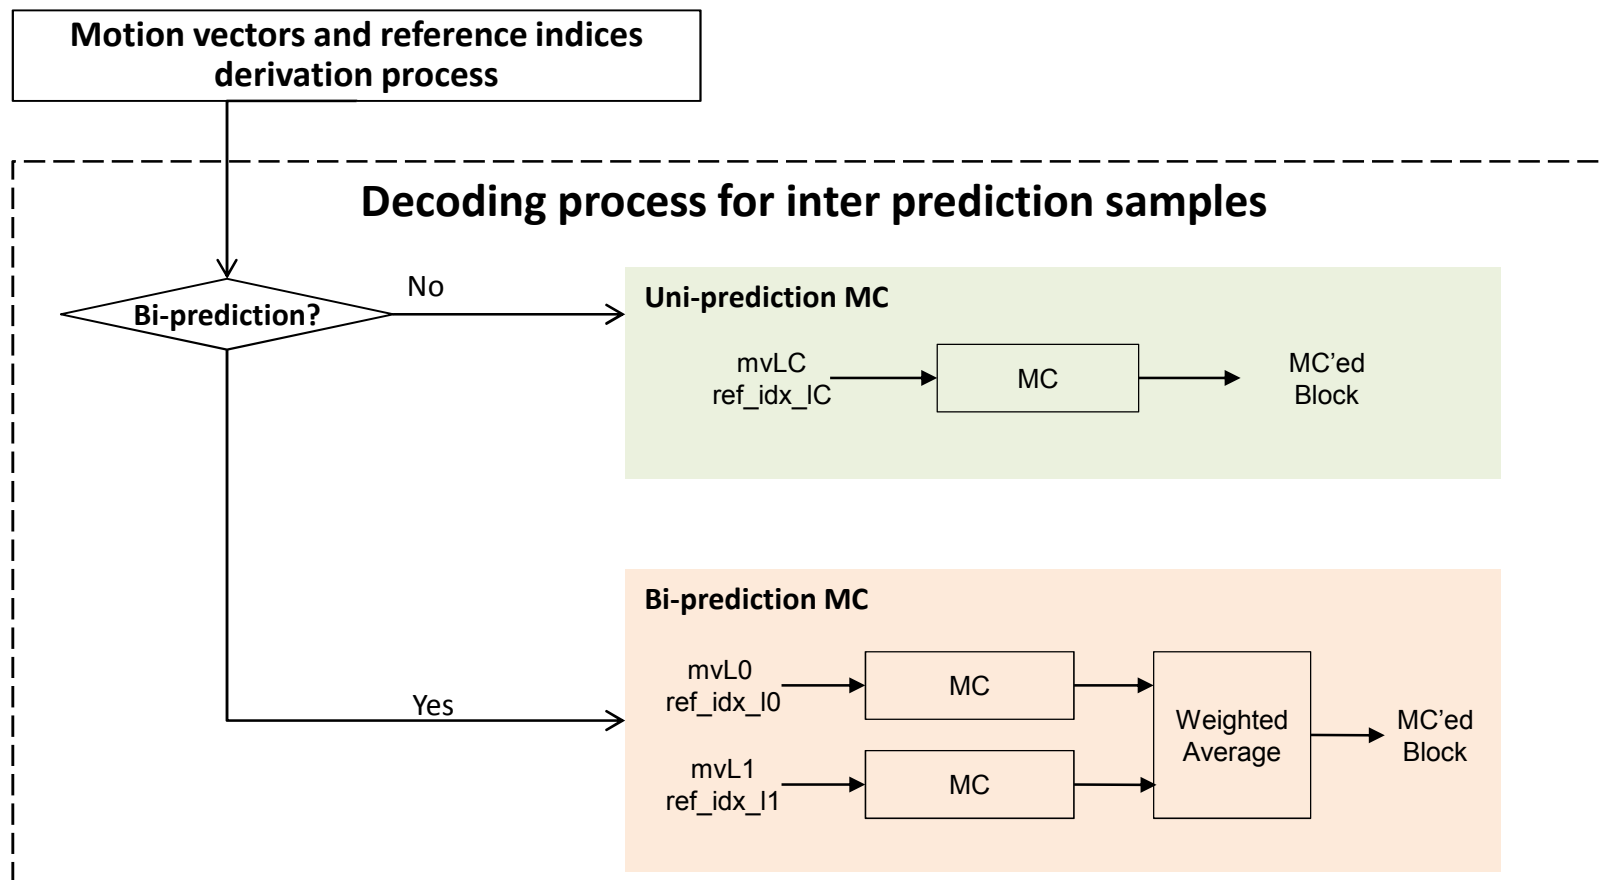 Motion vectors and reference indices
derivation process
Decoding process for inter prediction samples
Bi-prediction?
No
Uni-prediction MC
mvLC
ref_idx_lC
MC
MC'ed
Block
Yes
Bi-prediction MC
mvL0
ref_idx_l0
MC
mvL1
ref_idx_l1
MC
Weighted
Average
MC'ed
Block